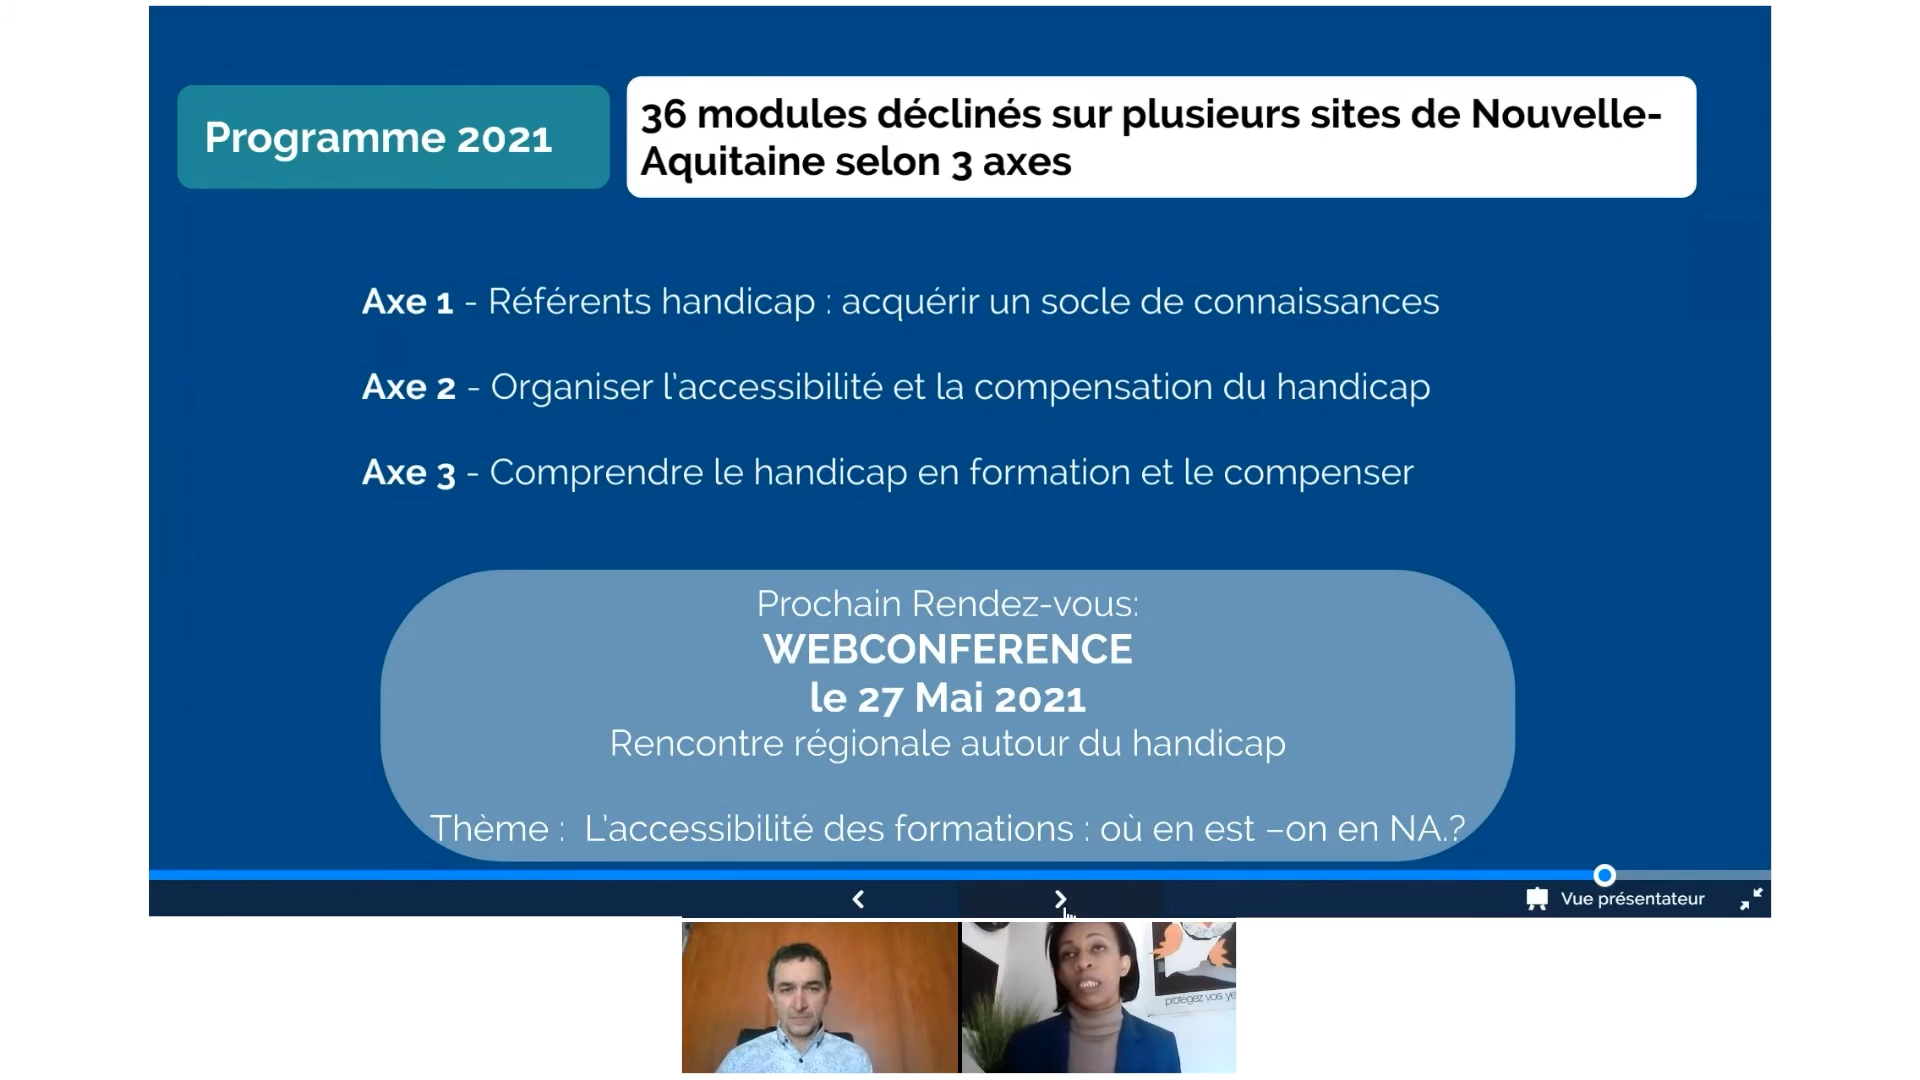 Programme 2021
36 modules déclinés sur plusieurs sites de Nouvelle-
Aquitaine selon 3 axes
Axe 1 - Référents handicap : acquérir un socle de connaissances
Axe 2 - Organiser l'accessibilité et la compensation du handicap
Axe 3 - Comprendre le handicap en formation et le compenser
Prochain Rendez-vous:
WEBCONFERENCE
le 27 Mai 2021
Rencontre régionale autour du handicap
Thème : L'accessibilité des formations : où en est –on en NA.?
Vue présentateur
protégez vos ye